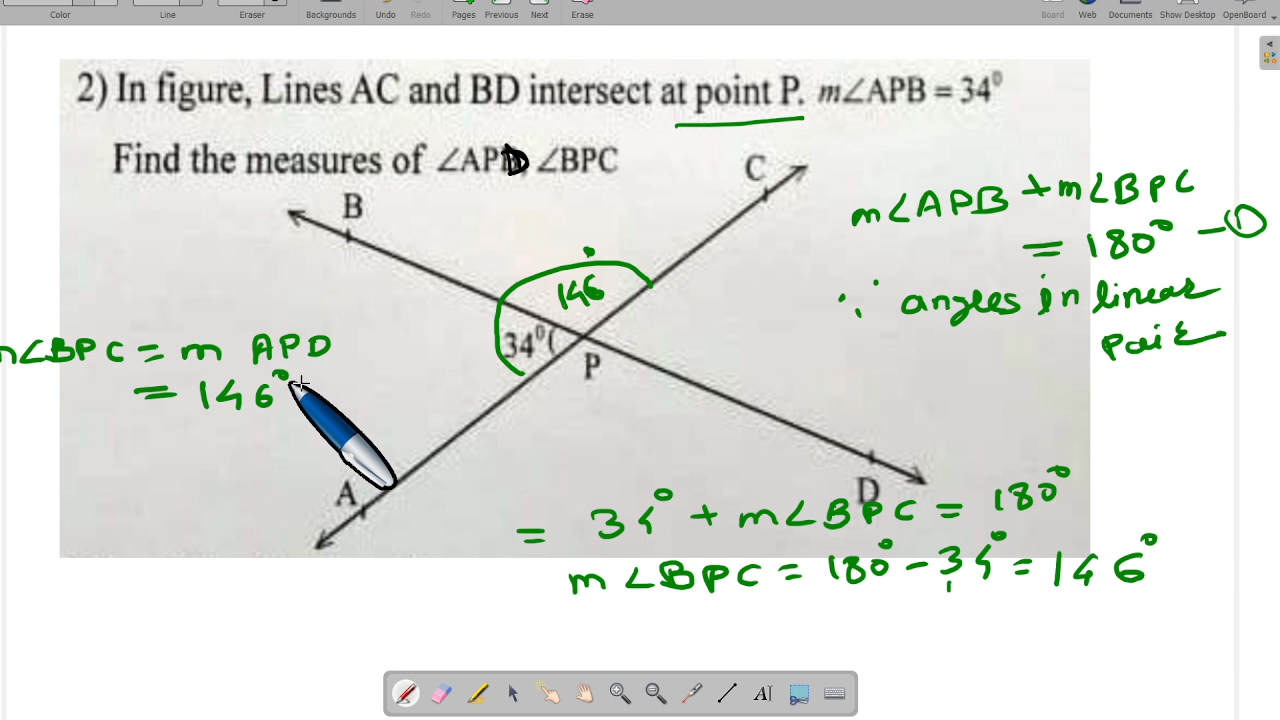 Color Line Eraser Backgrounds Undo Redo Pages Previous Next Erase Board Web Documents Show Desktop OpenBoard
2) In figure, Lines AC and BD intersect at point P. m∠APB = 34⁰
Find the measures of ∠APD, ∠BPC
B
C
m∠APB + m∠BPC
= 180° - ①
∵ angles in linear
pair
146°
34⁰
P
m∠BPC = m APD
= 146°
A
D
= 34° + m∠BPC = 180°
m∠BPC = 180° - 34° = 146°